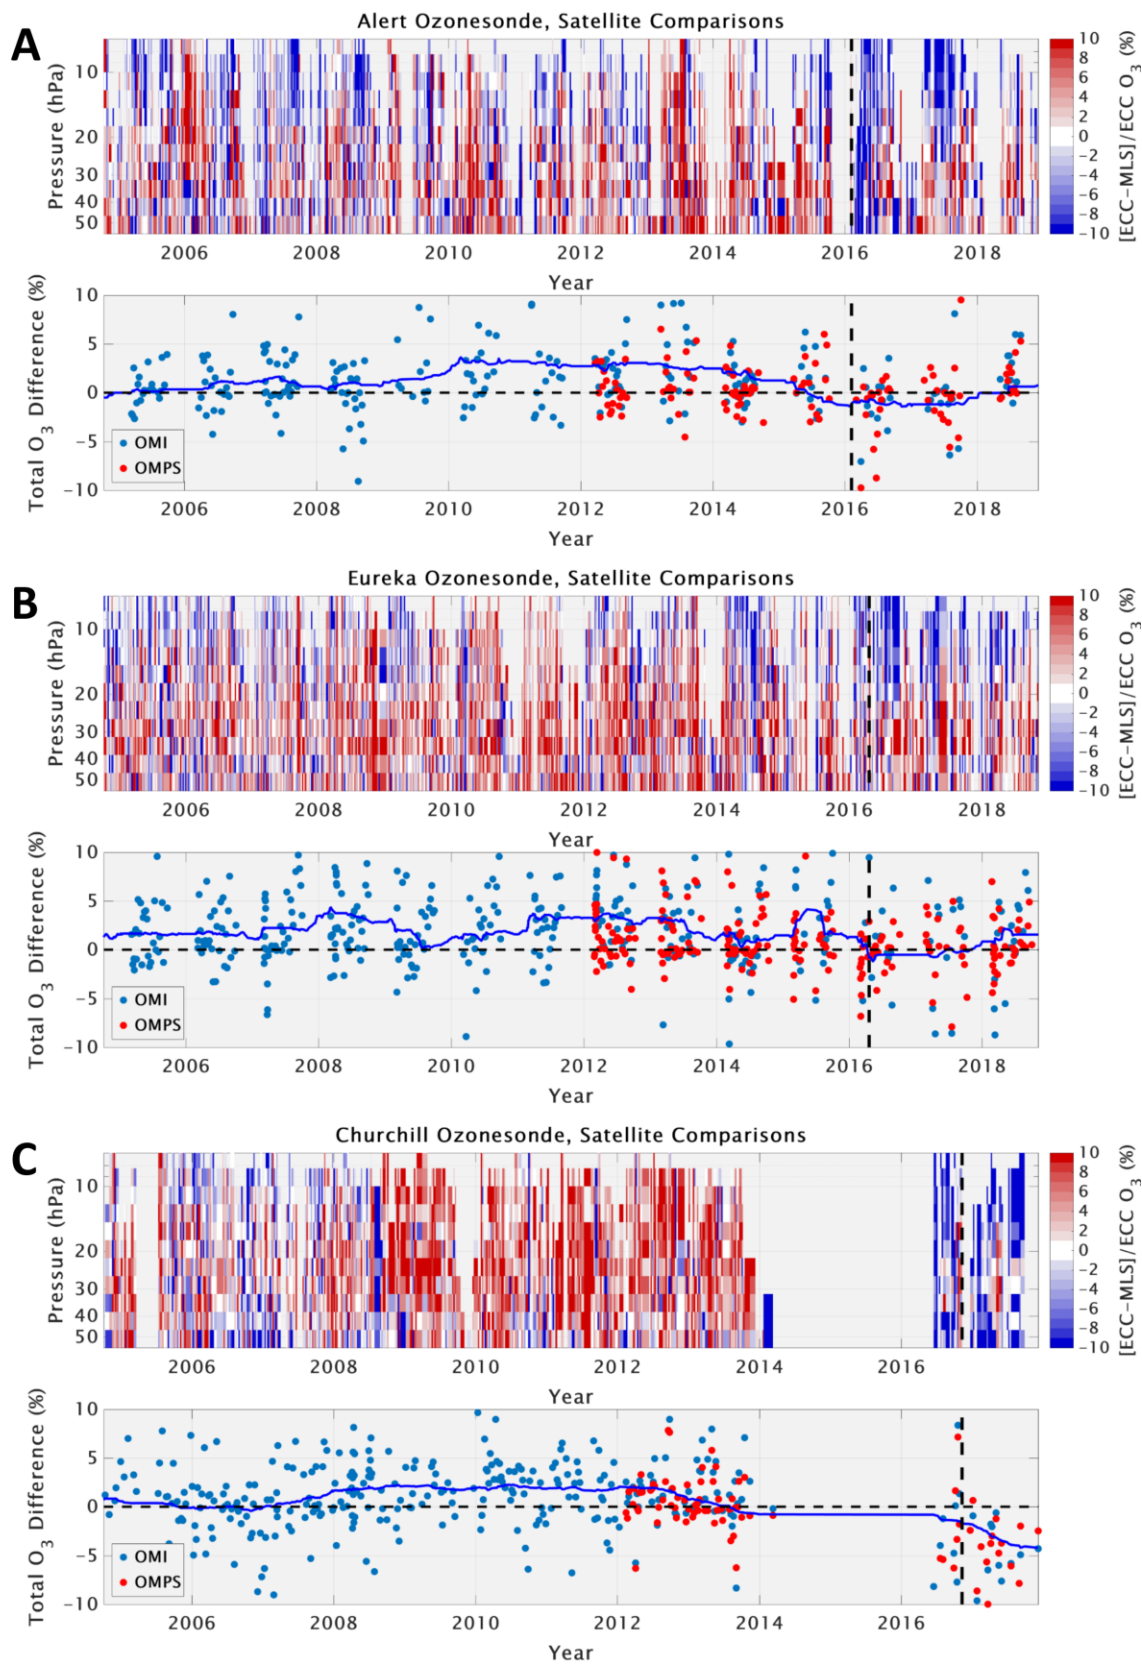 A
Alert Ozonesonde, Satellite Comparisons
Pressure (hPa)
10
20
30
40
50
2006 2008 2010 2012 2014 2016 2018
Year
10
8
6
4
2
0
−2
−4
−6
−8
−10
[ECC−MLS]/ECC O3 (%)
Total O3 Difference (%)
10
5
0
−5
−10
OMI
OMPS
2006 2008 2010 2012 2014 2016 2018
Year
B
Eureka Ozonesonde, Satellite Comparisons
Pressure (hPa)
10
20
30
40
50
2006 2008 2010 2012 2014 2016 2018
Year
10
8
6
4
2
0
−2
−4
−6
−8
−10
[ECC−MLS]/ECC O3 (%)
Total O3 Difference (%)
10
5
0
−5
−10
OMI
OMPS
2006 2008 2010 2012 2014 2016 2018
Year
C
Churchill Ozonesonde, Satellite Comparisons
Pressure (hPa)
10
20
30
40
50
2006 2008 2010 2012 2014 2016
Year
10
8
6
4
2
0
−2
−4
−6
−8
−10
[ECC−MLS]/ECC O3 (%)
Total O3 Difference (%)
10
5
0
−5
−10
OMI
OMPS
2006 2008 2010 2012 2014 2016
Year